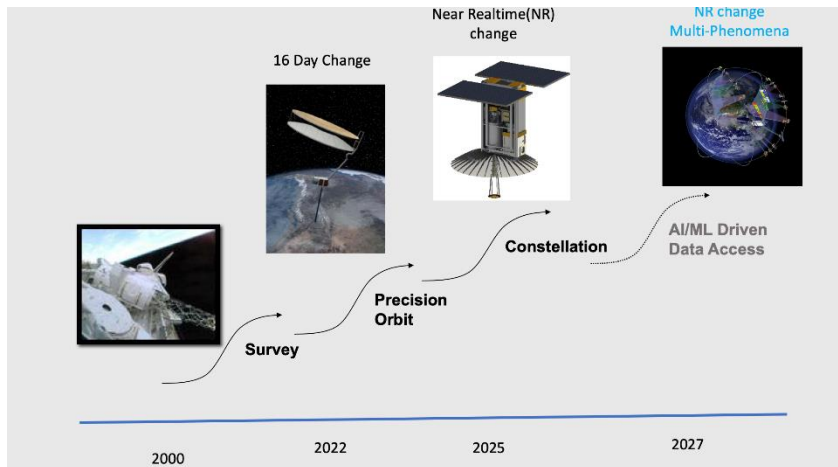 Near Realtime(NR)
change
NR change
Multi-Phenomena
16 Day Change
Survey
Precision
Orbit
Constellation
AI/ML Driven
Data Access
2000
2022
2025
2027